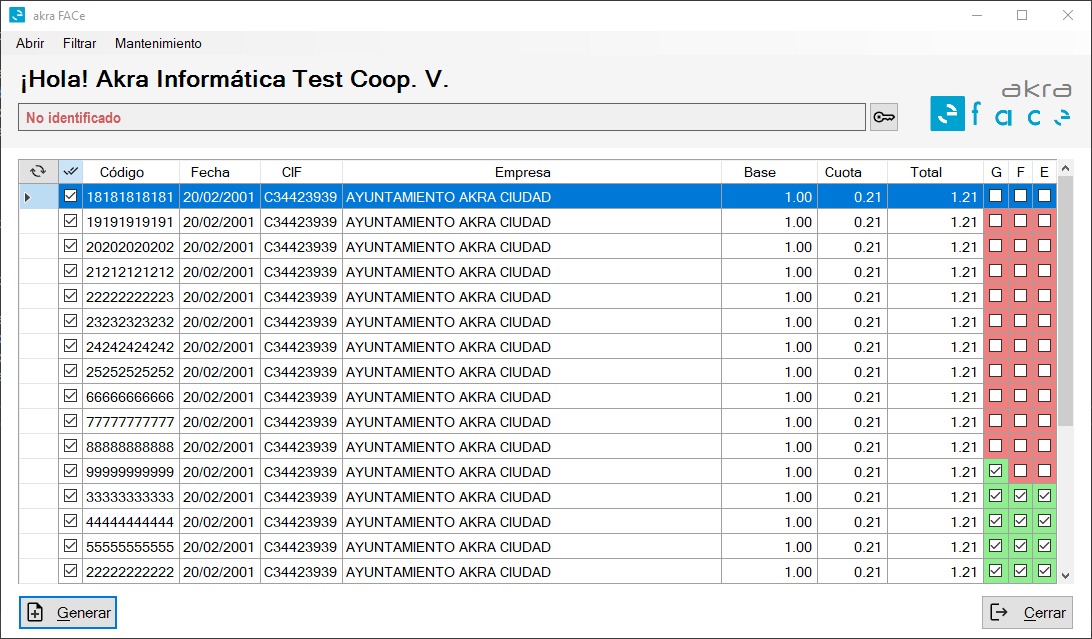 akra FACe
Abrir Filtrar Mantenimiento
¡Hola! Akra Informática Test Coop. V.
akra
face
No identificado
Código Fecha CIF Empresa Base Cuota Total G F E
18181818181 20/02/2001 C34423939 AYUNTAMIENTO AKRA CIUDAD 1.00 0.21 1.21
19191919191 20/02/2001 C34423939 AYUNTAMIENTO AKRA CIUDAD 1.00 0.21 1.21
20202020202 20/02/2001 C34423939 AYUNTAMIENTO AKRA CIUDAD 1.00 0.21 1.21
21212121212 20/02/2001 C34423939 AYUNTAMIENTO AKRA CIUDAD 1.00 0.21 1.21
22222222223 20/02/2001 C34423939 AYUNTAMIENTO AKRA CIUDAD 1.00 0.21 1.21
23232323232 20/02/2001 C34423939 AYUNTAMIENTO AKRA CIUDAD 1.00 0.21 1.21
24242424242 20/02/2001 C34423939 AYUNTAMIENTO AKRA CIUDAD 1.00 0.21 1.21
25252525252 20/02/2001 C34423939 AYUNTAMIENTO AKRA CIUDAD 1.00 0.21 1.21
66666666666 20/02/2001 C34423939 AYUNTAMIENTO AKRA CIUDAD 1.00 0.21 1.21
77777777777 20/02/2001 C34423939 AYUNTAMIENTO AKRA CIUDAD 1.00 0.21 1.21
88888888888 20/02/2001 C34423939 AYUNTAMIENTO AKRA CIUDAD 1.00 0.21 1.21
99999999999 20/02/2001 C34423939 AYUNTAMIENTO AKRA CIUDAD 1.00 0.21 1.21
33333333333 20/02/2001 C34423939 AYUNTAMIENTO AKRA CIUDAD 1.00 0.21 1.21
44444444444 20/02/2001 C34423939 AYUNTAMIENTO AKRA CIUDAD 1.00 0.21 1.21
55555555555 20/02/2001 C34423939 AYUNTAMIENTO AKRA CIUDAD 1.00 0.21 1.21
22222222222 20/02/2001 C34423939 AYUNTAMIENTO AKRA CIUDAD 1.00 0.21 1.21
Generar Cerrar